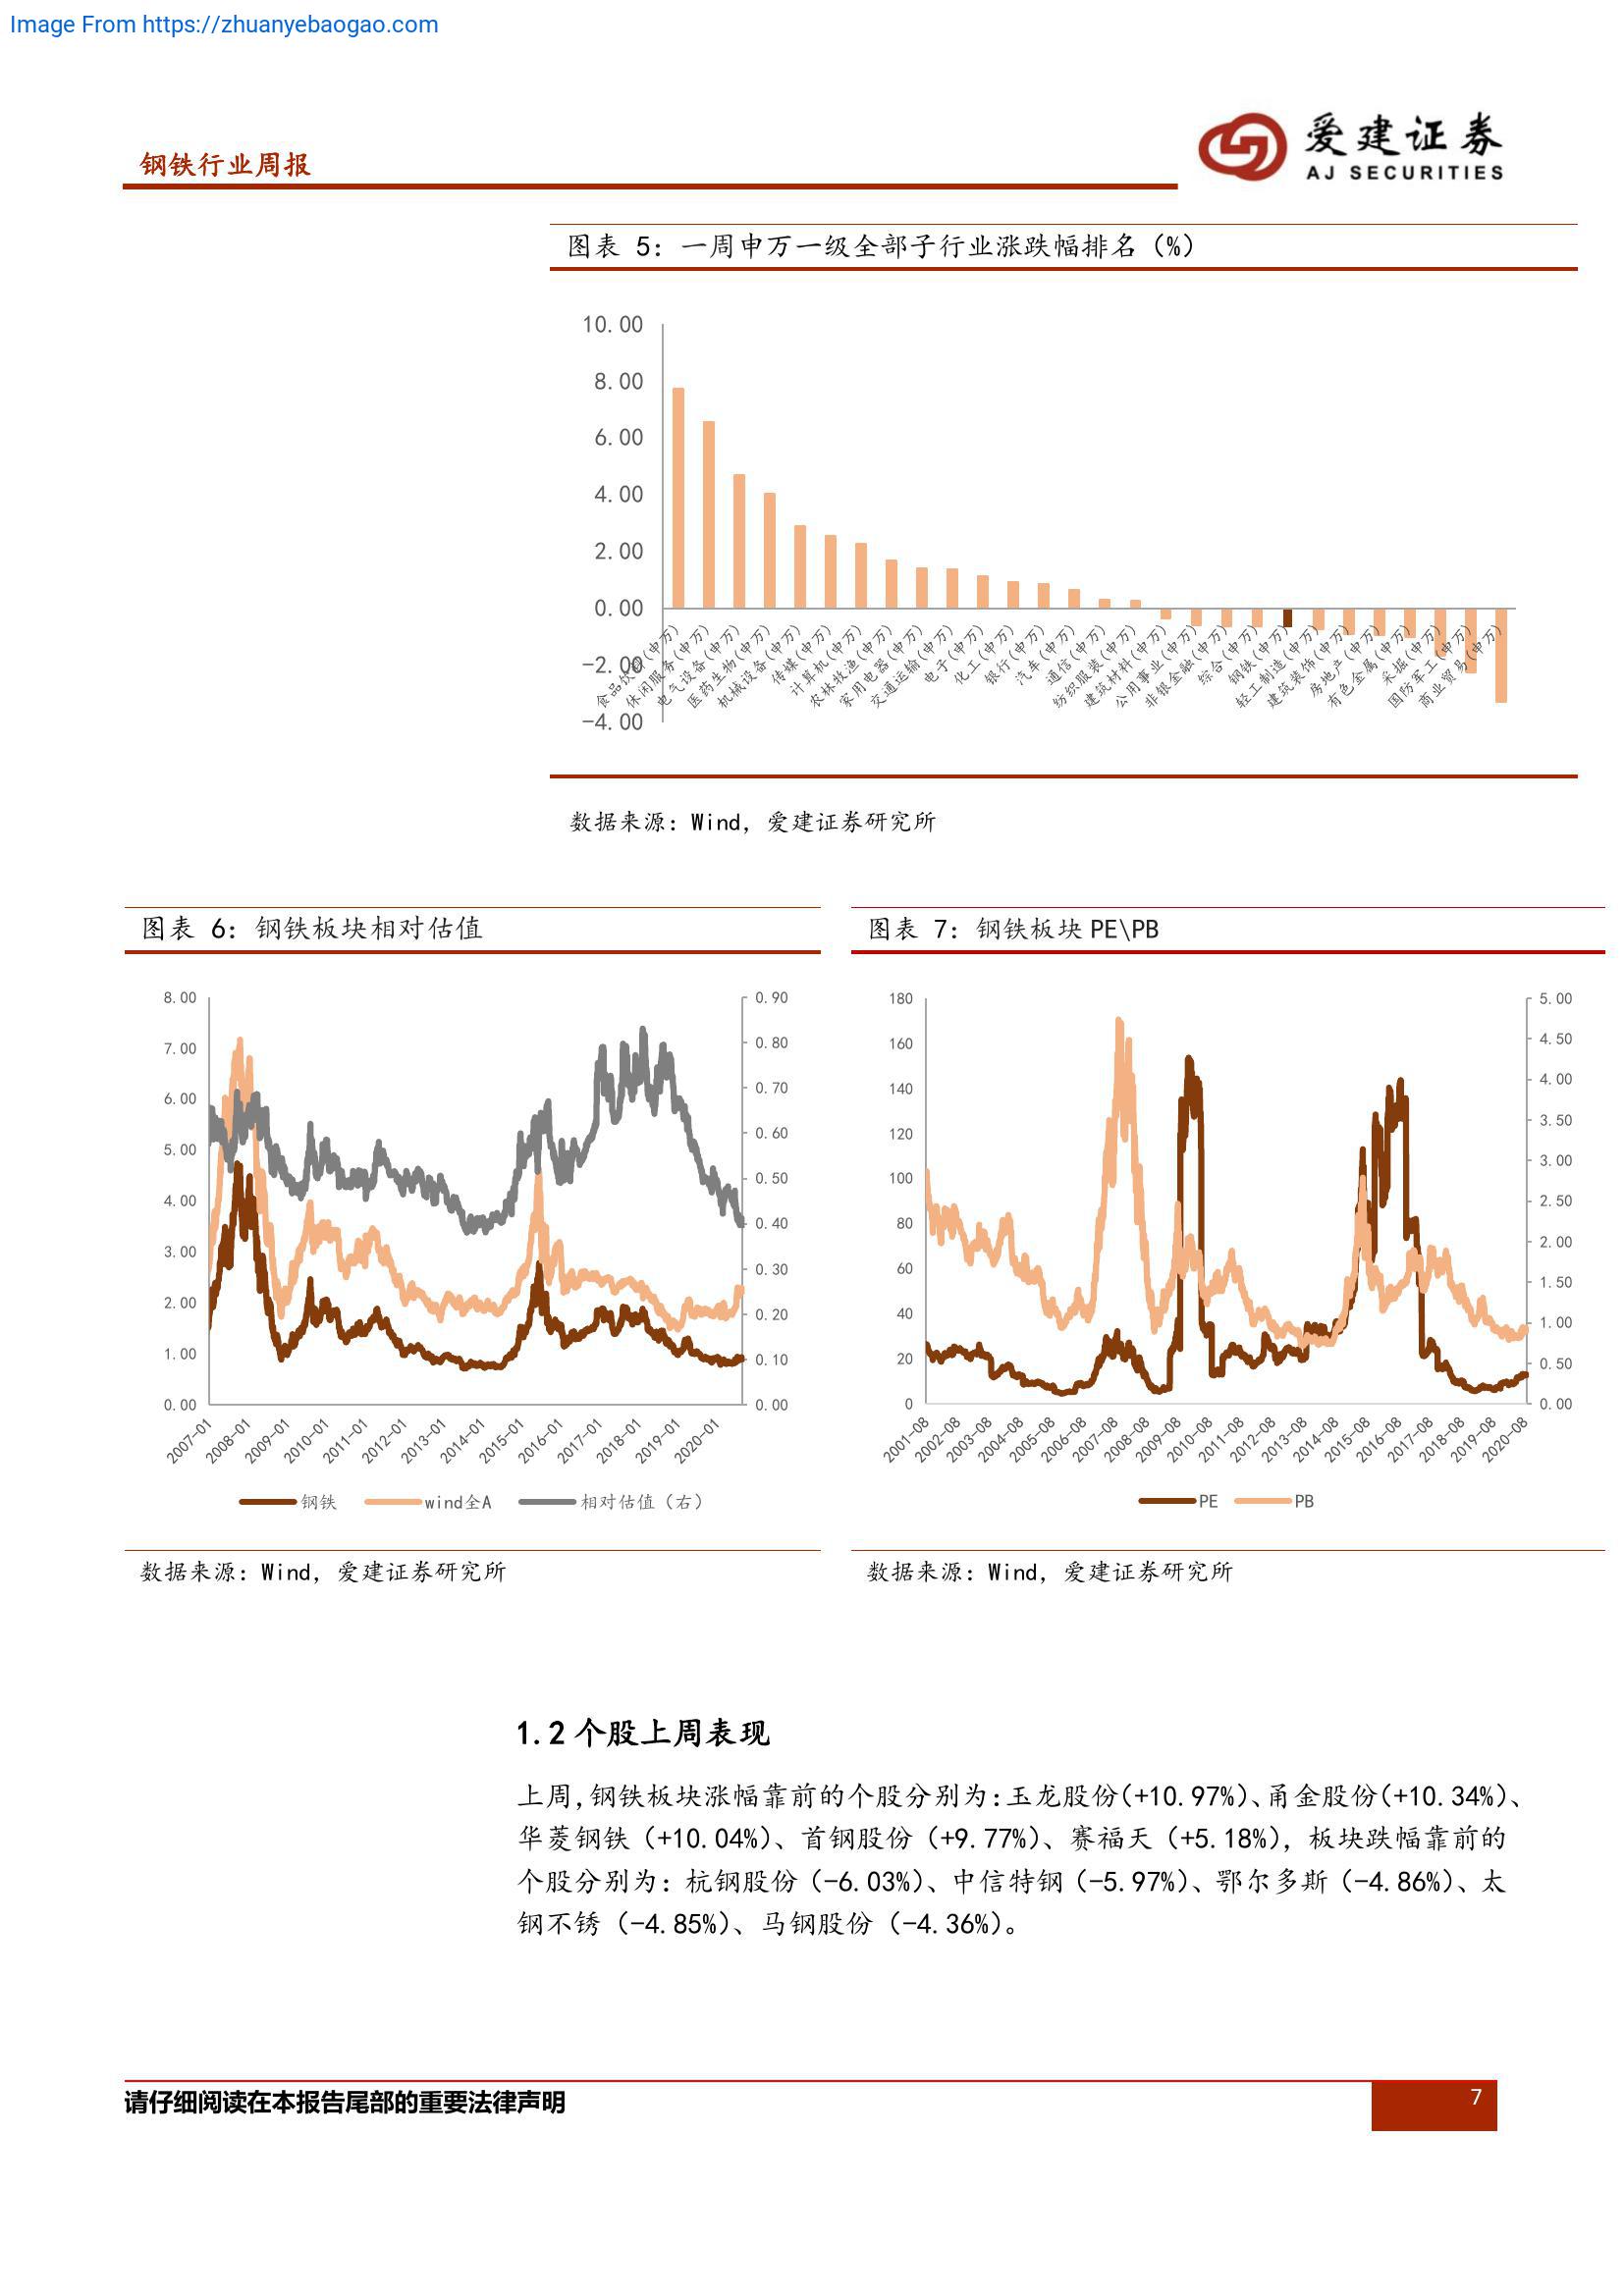 Image From https://zhuanyebaogao.com
钢铁行业周报
爱建证券
AJ SECURITIES
图表 5：一周申万一级全部子行业涨跌幅排名（%）
10.00
8.00
6.00
4.00
2.00
0.00
-2.00
-4.00
食品饮料(申万)
休闲服务(申万)
电气设备(申万)
医药生物(申万)
机械设备(申万)
传媒(申万)
计算机(申万)
农林牧渔(申万)
家用电器(申万)
交通运输(申万)
电子(申万)
化工(申万)
银行(申万)
汽车(申万)
通信(申万)
纺织服装(申万)
建筑材料(申万)
公用事业(申万)
非银金融(申万)
综合(申万)
钢铁(申万)
轻工制造(申万)
建筑装饰(申万)
房地产(申万)
有色金属(申万)
采掘(申万)
国防军工(申万)
商业贸易(申万)
数据来源：Wind，爱建证券研究所
图表 6：钢铁板块相对估值
8.00
7.00
6.00
5.00
4.00
3.00
2.00
1.00
0.00
0.90
0.80
0.70
0.60
0.50
0.40
0.30
0.20
0.10
0.00
2007-01
2008-01
2009-01
2010-01
2011-01
2012-01
2013-01
2014-01
2015-01
2016-01
2017-01
2018-01
2019-01
2020-01
钢铁 wind全A 相对估值（右）
数据来源：Wind，爱建证券研究所
图表 7：钢铁板块 PE\PB
180
160
140
120
100
80
60
40
20
0
5.00
4.50
4.00
3.50
3.00
2.50
2.00
1.50
1.00
0.50
0.00
2001-08
2002-08
2003-08
2004-08
2005-08
2006-08
2007-08
2008-08
2009-08
2010-08
2011-08
2012-08
2013-08
2014-08
2015-08
2016-08
2017-08
2018-08
2019-08
2020-08
PE PB
数据来源：Wind，爱建证券研究所
1.2 个股上周表现
上周，钢铁板块涨幅靠前的个股分别为：玉龙股份（+10.97%）、甬金股份（+10.34%）、
华菱钢铁（+10.04%）、首钢股份（+9.77%）、赛福天（+5.18%），板块跌幅靠前的
个股分别为：杭钢股份（-6.03%）、中信特钢（-5.97%）、鄂尔多斯（-4.86%）、太
钢不锈（-4.85%）、马钢股份（-4.36%）。
请仔细阅读在本报告尾部的重要法律声明
7